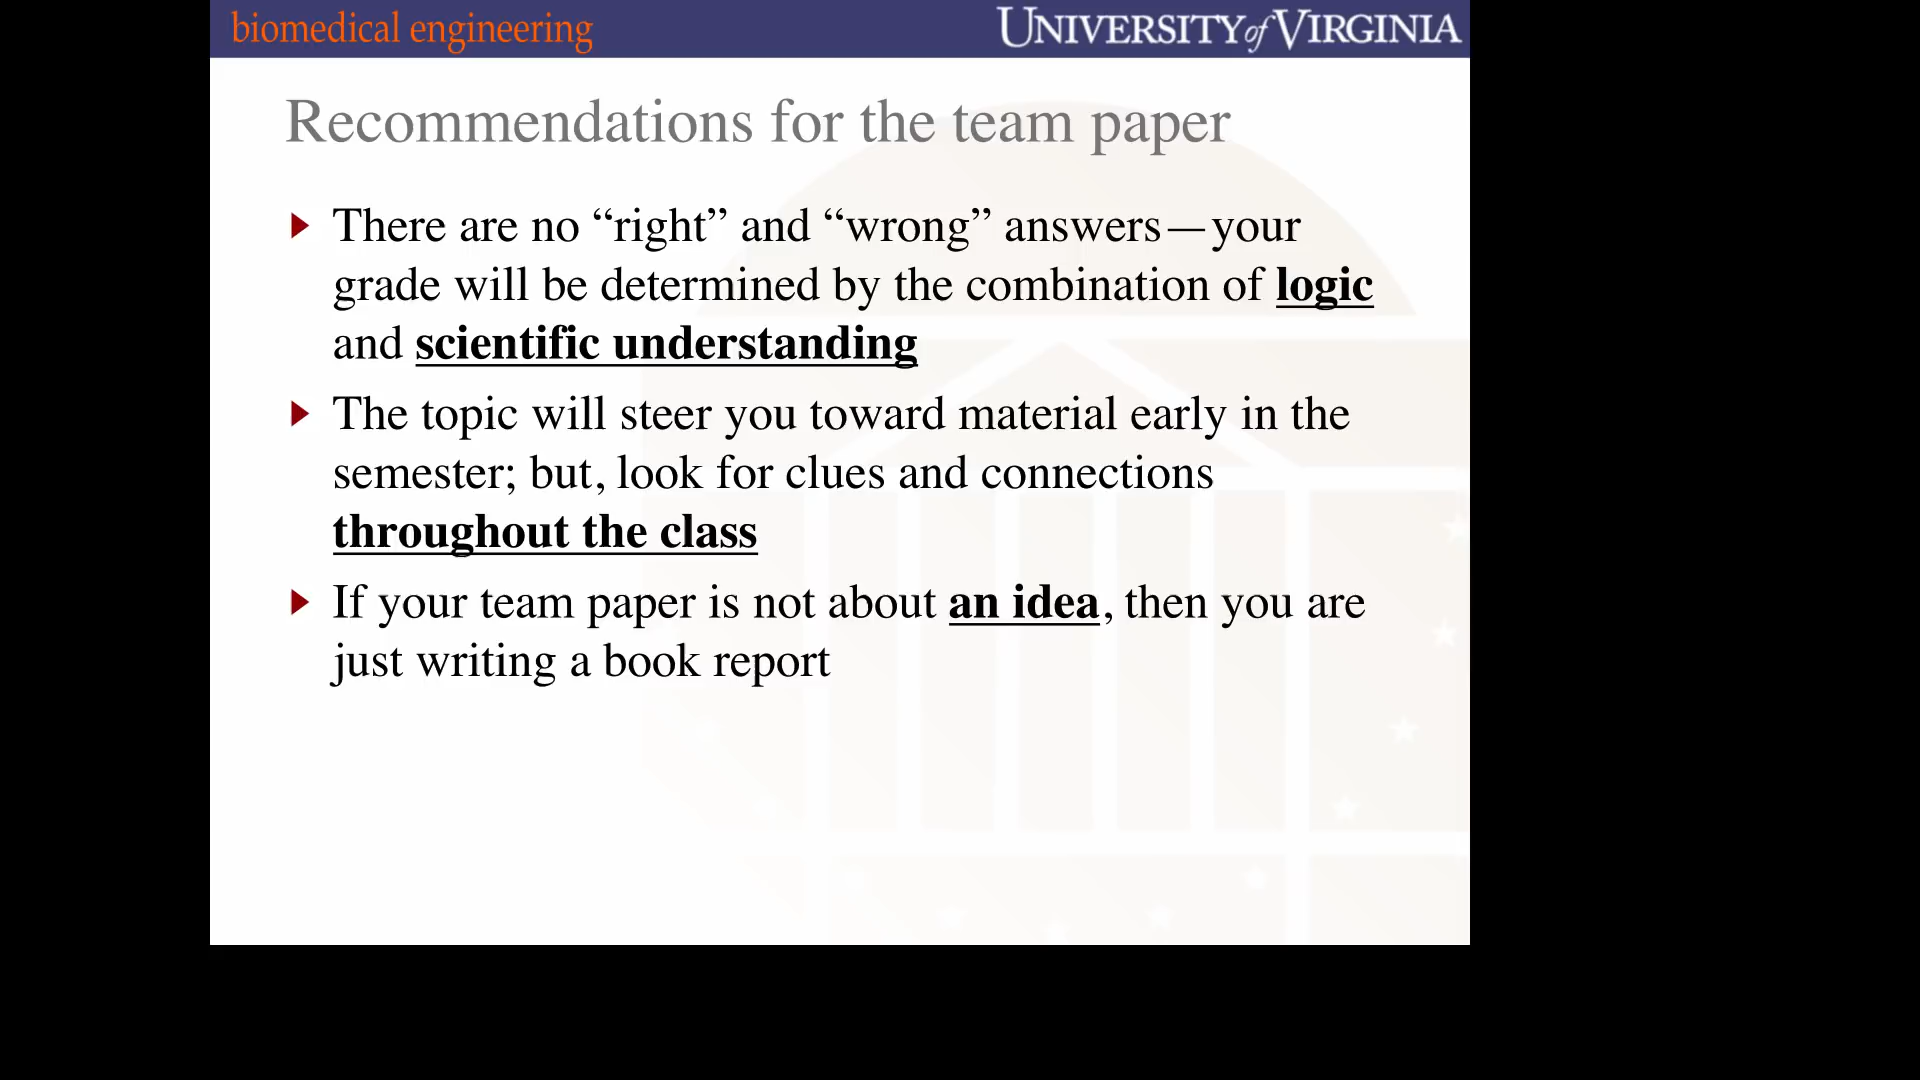 biomedical engineering
UNIVERSITY of VIRGINIA
Recommendations for the team paper
There are no “right” and “wrong” answers—your
grade will be determined by the combination of logic
and scientific understanding
The topic will steer you toward material early in the
semester; but, look for clues and connections
throughout the class
If your team paper is not about an idea, then you are
just writing a book report